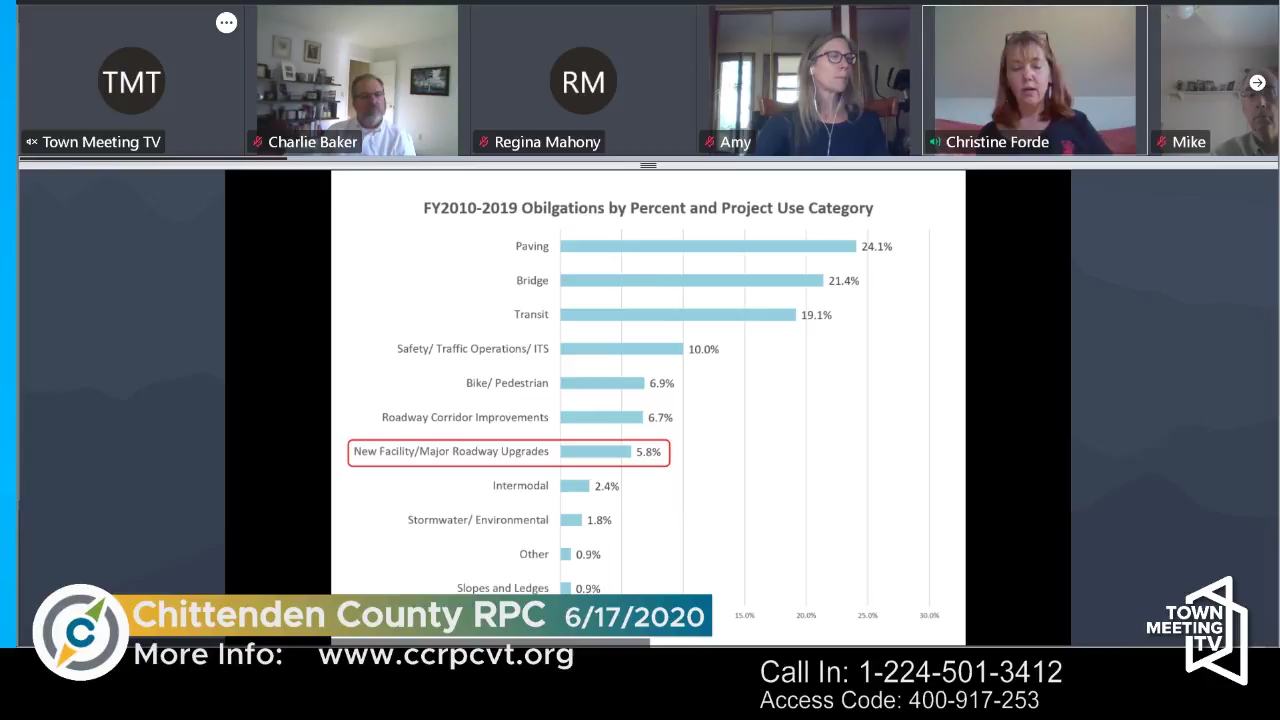 TMT
RM
Town Meeting TV
Charlie Baker
Regina Mahony
Amy
Christine Forde
Mike
FY2010-2019 Obilgations by Percent and Project Use Category
Paving 24.1%
Bridge 21.4%
Transit 19.1%
Safety/ Traffic Operations/ ITS 10.0%
Bike/ Pedestrian 6.9%
Roadway Corridor Improvements 6.7%
New Facility/Major Roadway Upgrades 5.8%
Intermodal 2.4%
Stormwater/ Environmental 1.8%
Other 0.9%
Slopes and Ledges 0.9%
15.0% 20.0% 25.0% 30.0%
C
Chittenden County RPC 6/17/2020
More Info: www.ccrpcvt.org
Call In: 1-224-501-3412
Access Code: 400-917-253
TOWN
MEETING
TV